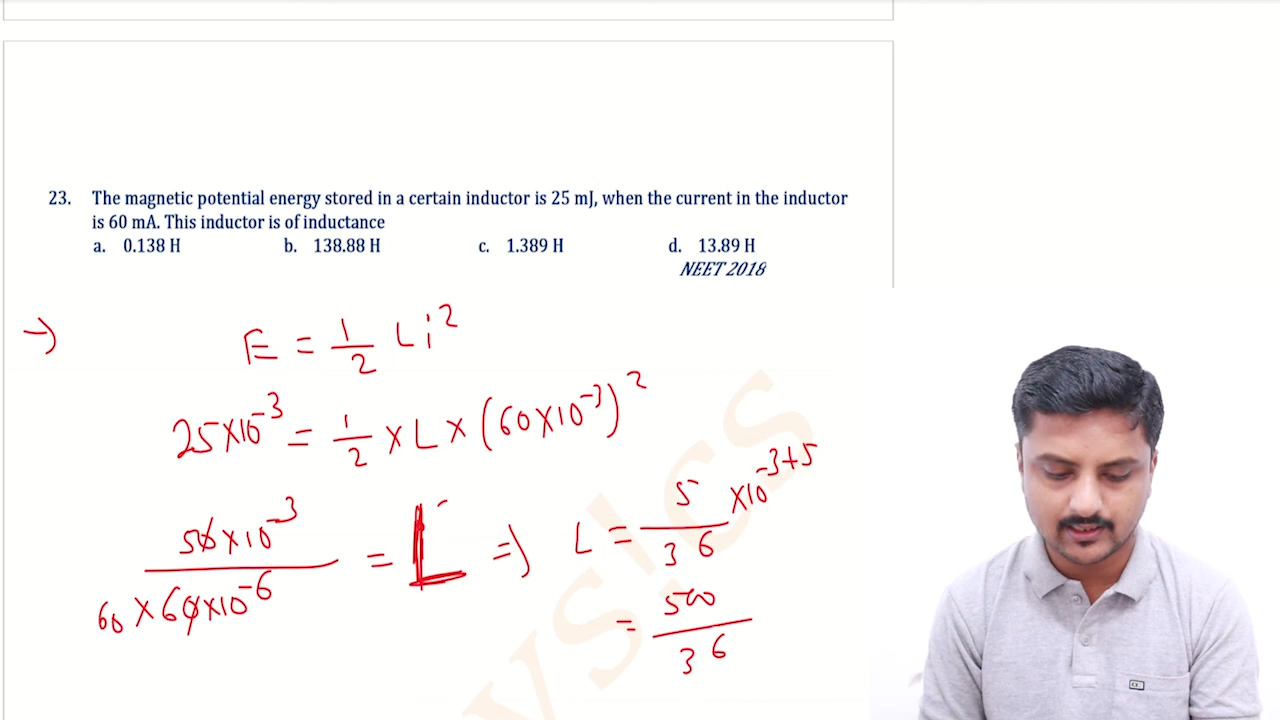 23. The magnetic potential energy stored in a certain inductor is 25 mJ, when the current in the inductor
is 60 mA. This inductor is of inductance
a. 0.138 H b. 138.88 H c. 1.389 H d. 13.89 H
NEET 2018
→ E = 1/2 Li²
25×10⁻³ = 1/2 × L × (60×10⁻³)²
50×10⁻³ / 60×60×10⁻⁶ = L ⇒ L = 5/36 ×10⁻³⁺⁵
= 500/36
ysics